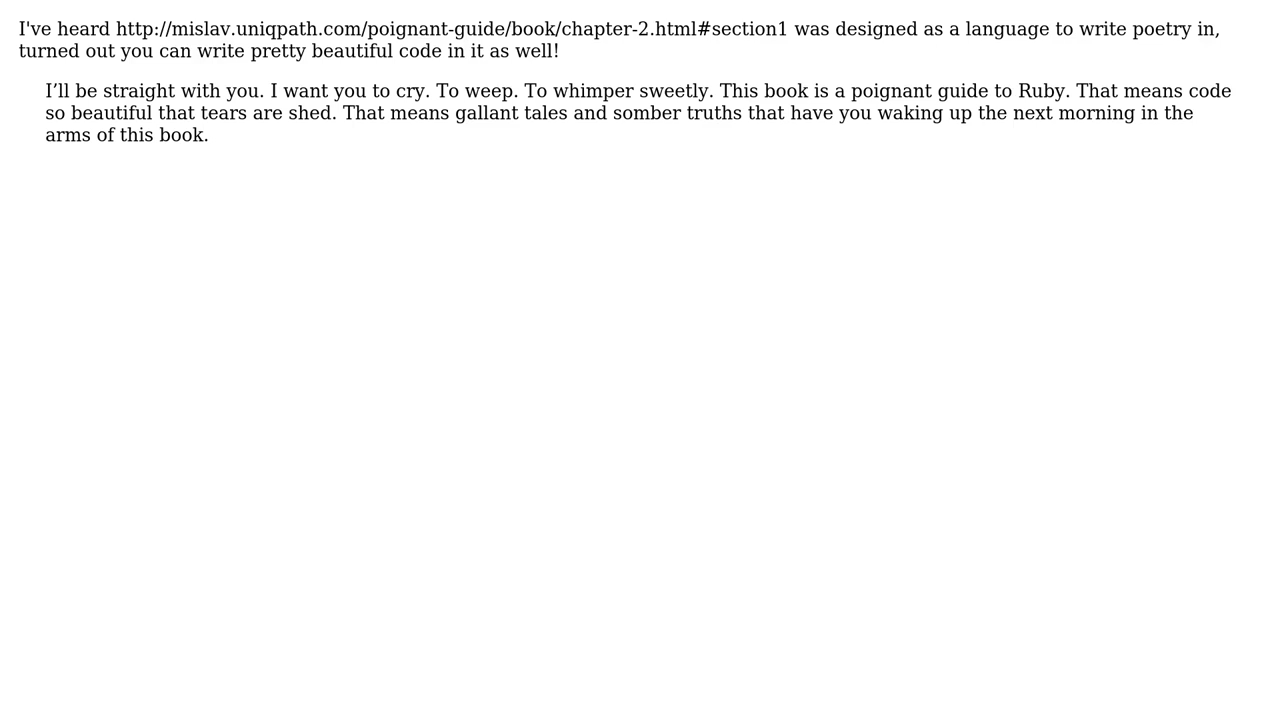 I've heard http://mislav.uniqpath.com/poignant-guide/book/chapter-2.html#section1 was designed as a language to write poetry in,
turned out you can write pretty beautiful code in it as well!
I’ll be straight with you. I want you to cry. To weep. To whimper sweetly. This book is a poignant guide to Ruby. That means code
so beautiful that tears are shed. That means gallant tales and somber truths that have you waking up the next morning in the
arms of this book.